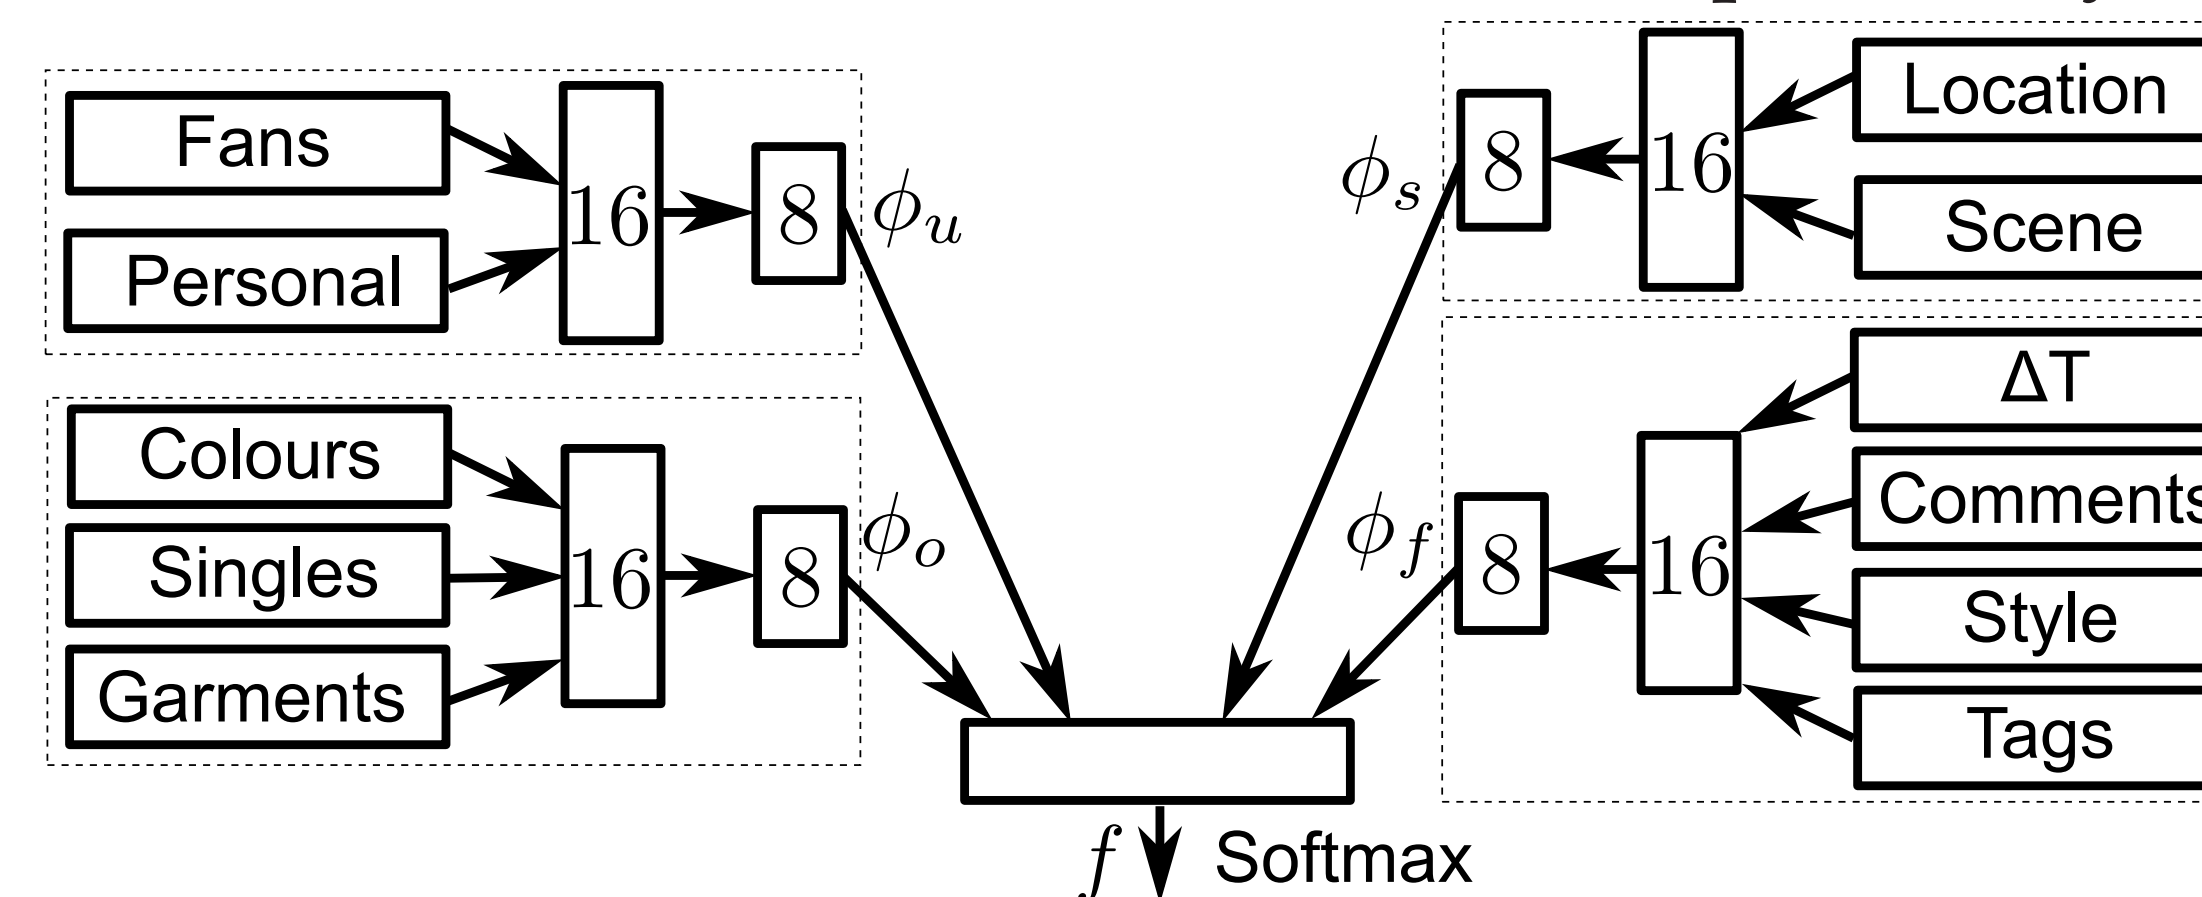 Fans
Personal
16
8
ϕu
Colours
Singles
Garments
16
8
ϕo
Location
Scene
16
8
ϕs
ΔT
Comments
Style
Tags
16
8
ϕf
f
Softmax